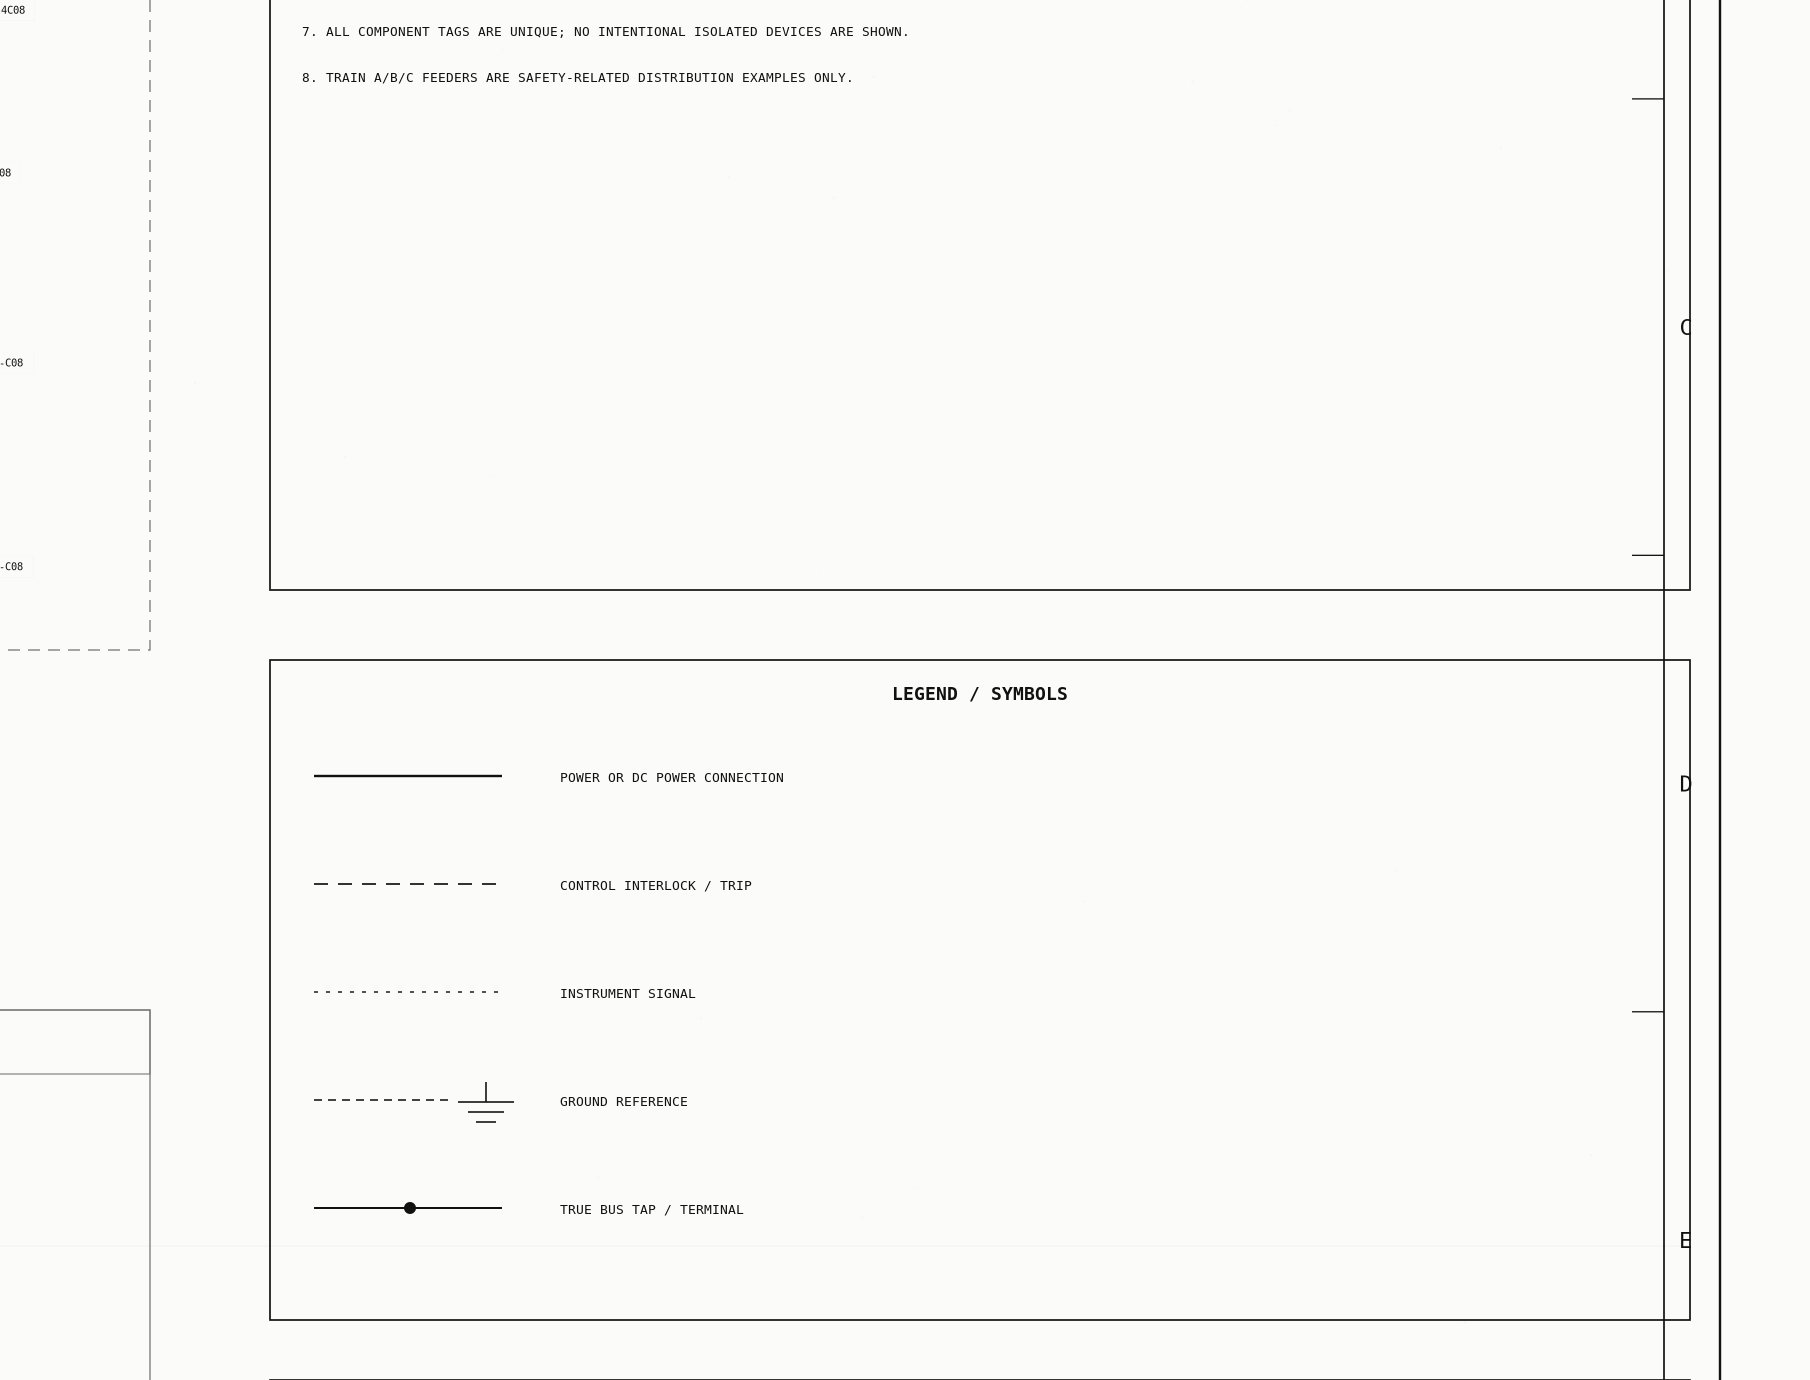 4C08
7. ALL COMPONENT TAGS ARE UNIQUE; NO INTENTIONAL ISOLATED DEVICES ARE SHOWN.
8. TRAIN A/B/C FEEDERS ARE SAFETY-RELATED DISTRIBUTION EXAMPLES ONLY.
08
C
-C08
-C08
LEGEND / SYMBOLS
POWER OR DC POWER CONNECTION
D
CONTROL INTERLOCK / TRIP
INSTRUMENT SIGNAL
GROUND REFERENCE
TRUE BUS TAP / TERMINAL
E